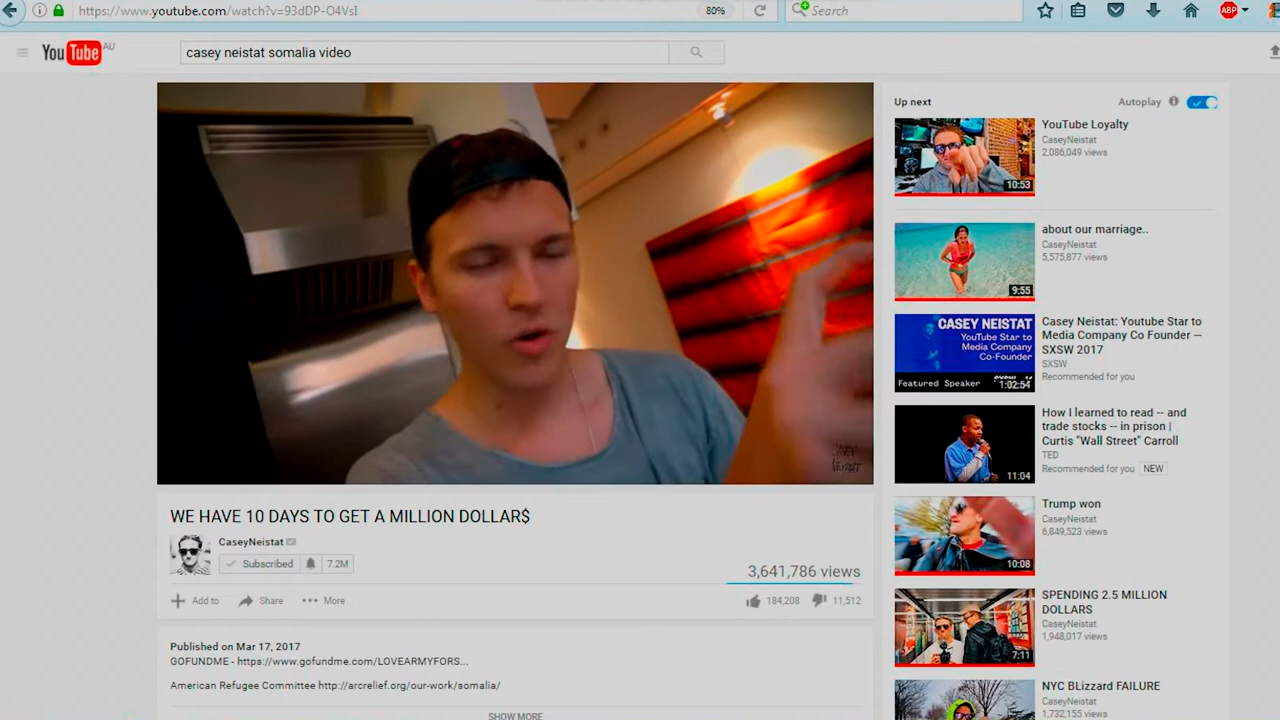 https://www.youtube.com/watch?v=93dDP-O4VsI
80%
Search
ABP
YouTube AU
casey neistat somalia video
CASEY
NEISTAT
WE HAVE 10 DAYS TO GET A MILLION DOLLAR$
CaseyNeistat
Subscribed 7.2M
3,641,786 views
Add to Share More
184,208 11,512
Published on Mar 17, 2017
GOFUNDME - https://www.gofundme.com/LOVEARMYFORS...
American Refugee Committee http://arcrelief.org/our-work/somalia/
SHOW MORE
Up next Autoplay
10:53
YouTube Loyalty
CaseyNeistat
2,086,049 views
9:55
about our marriage..
CaseyNeistat
5,575,877 views
CASEY NEISTAT
YouTube Star to
Media Company
Co-Founder
Featured Speaker
1:02:54
Casey Neistat: Youtube Star to
Media Company Co Founder —
SXSW 2017
SXSW
Recommended for you
11:04
How I learned to read -- and
trade stocks -- in prison |
Curtis "Wall Street" Carroll
TED
Recommended for you NEW
10:08
Trump won
CaseyNeistat
6,849,523 views
7:11
SPENDING 2.5 MILLION
DOLLARS
CaseyNeistat
1,948,017 views
NYC BLizzard FAILURE
CaseyNeistat
1,732,155 views